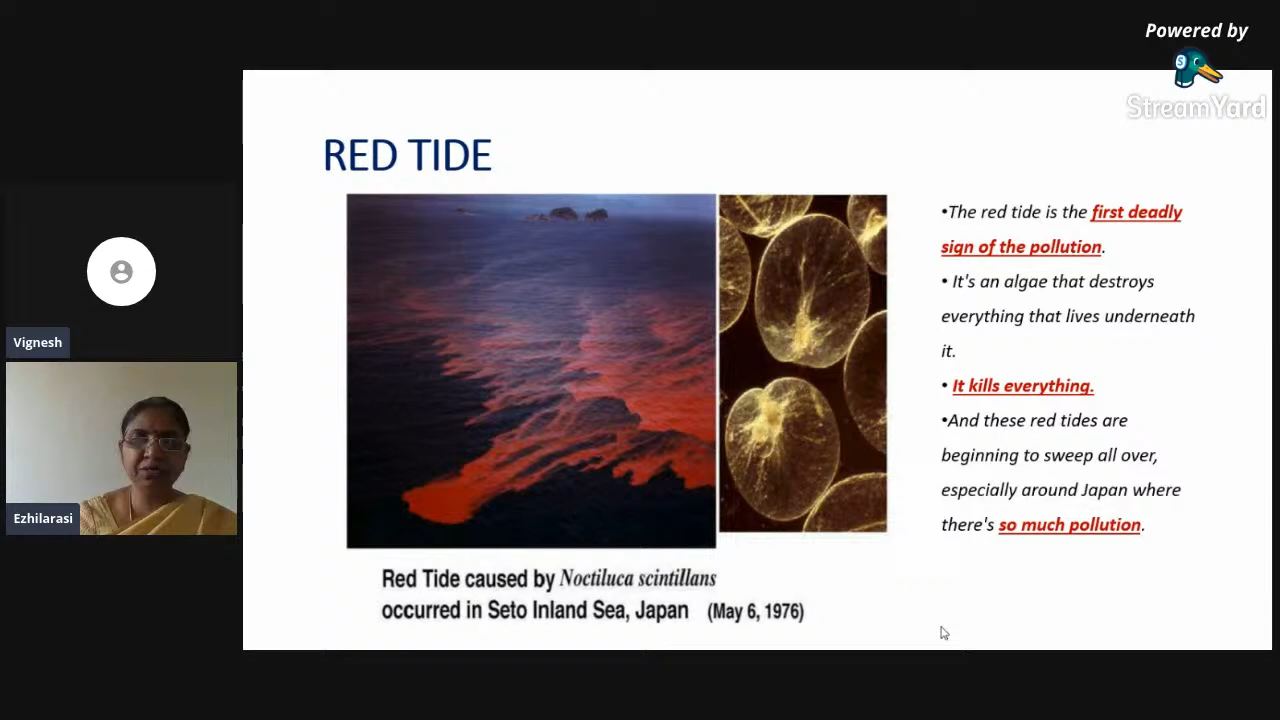 Powered by
StreamYard
RED TIDE
•The red tide is the first deadly
sign of the pollution.
• It's an algae that destroys
everything that lives underneath
it.
• It kills everything.
•And these red tides are
beginning to sweep all over,
especially around Japan where
there's so much pollution.
Red Tide caused by Noctiluca scintillans
occurred in Seto Inland Sea, Japan (May 6, 1976)
Vignesh
Ezhilarasi